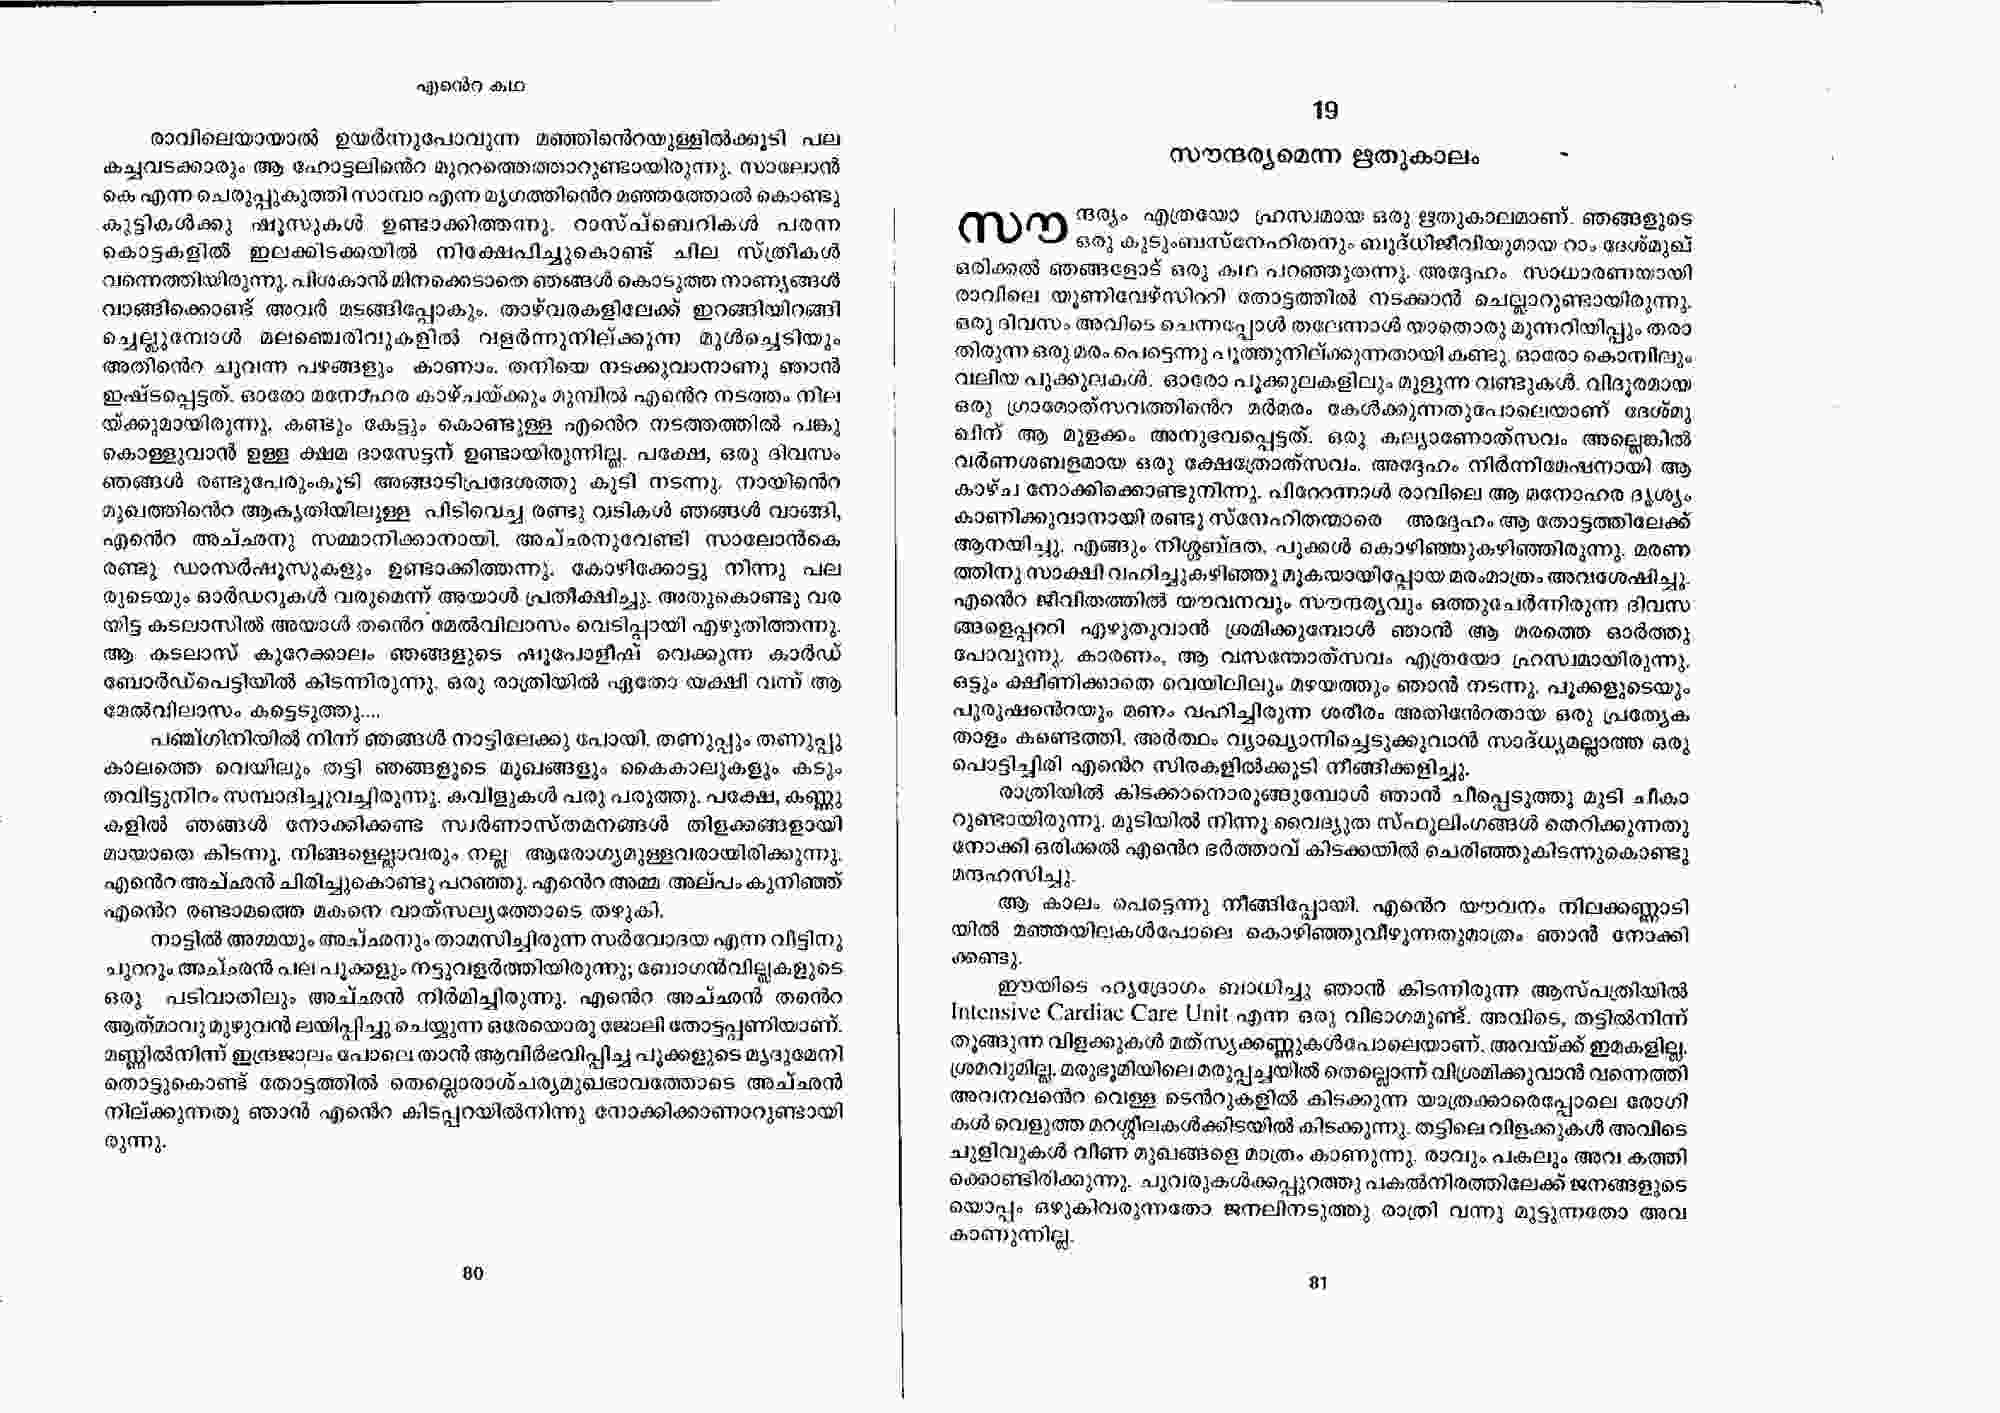 എന്റെ കഥ
രാവിലെയായാൽ ഉയർന്നുപോവുന്ന മഞ്ഞിന്റെയുള്ളിൽക്കൂടി പല
കച്ചവടക്കാരും ആ ഹോട്ടലിന്റെ മുററത്തെത്താറുണ്ടായിരുന്നു. സാലോൻ
കെ എന്ന ചെരുപ്പുകുത്തി സാമ്പാ എന്ന മൃഗത്തിന്റെ മഞ്ഞത്തോൽ കൊണ്ടു
കുട്ടികൾക്കു ഷൂസുകൾ ഉണ്ടാക്കിത്തന്നു. റാസ്പ്ബെറികൾ പരന്ന
കൊട്ടകളിൽ ഇലക്കിടക്കയിൽ നിക്ഷേപിച്ചുകൊണ്ട് ചില സ്ത്രീകൾ
വന്നെത്തിയിരുന്നു. പിശകാൻ മിനക്കെടാതെ ഞങ്ങൾ കൊടുത്ത നാണ്യങ്ങൾ
വാങ്ങിക്കൊണ്ട് അവർ മടങ്ങിപ്പോകും. താഴ്വരകളിലേക്ക് ഇറങ്ങിയിറങ്ങി
ച്ചെല്ലുമ്പോൾ മലഞ്ചെരിവുകളിൽ വളർന്നുനില്ക്കുന്ന മുൾച്ചെടിയും
അതിന്റെ ചുവന്ന പഴങ്ങളും കാണാം. തനിയെ നടക്കുവാനാണു ഞാൻ
ഇഷ്ടപ്പെട്ടത്. ഓരോ മനോഹര കാഴ്ചയ്ക്കും മുമ്പിൽ എന്റെ നടത്തം നില
യ്ക്കുമായിരുന്നു. കണ്ടും കേട്ടും കൊണ്ടുള്ള എന്റെ നടത്തത്തിൽ പങ്കു
കൊള്ളുവാൻ ഉള്ള ക്ഷമ ദാസേട്ടന് ഉണ്ടായിരുന്നില്ല. പക്ഷേ, ഒരു ദിവസം
ഞങ്ങൾ രണ്ടുപേരുംകൂടി അങ്ങാടിപ്രദേശത്തു കൂടി നടന്നു. നായിന്റെ
മുഖത്തിന്റെ ആകൃതിയിലുള്ള പിടിവെച്ച രണ്ടു വടികൾ ഞങ്ങൾ വാങ്ങി,
എന്റെ അച്ഛനു സമ്മാനിക്കാനായി. അച്ഛനുവേണ്ടി സാലോൻകെ
രണ്ടു ഡാസർഷൂസുകളും ഉണ്ടാക്കിത്തന്നു. കോഴിക്കോട്ടു നിന്നു പല
രുടെയും ഓർഡറുകൾ വരുമെന്ന് അയാൾ പ്രതീക്ഷിച്ചു. അതുകൊണ്ടു വര
യിട്ട കടലാസിൽ അയാൾ തന്റെ മേൽവിലാസം വെടിപ്പായി എഴുതിത്തന്നു.
ആ കടലാസ് കുറേക്കാലം ഞങ്ങളുടെ ഷൂപോളീഷ് വെക്കുന്ന കാർഡ്
ബോർഡ്പെട്ടിയിൽ കിടന്നിരുന്നു. ഒരു രാത്രിയിൽ ഏതോ യക്ഷി വന്ന് ആ
മേൽവിലാസം കട്ടെടുത്തു....
പഞ്ച്ഗിനിയിൽ നിന്ന് ഞങ്ങൾ നാട്ടിലേക്കു പോയി. തണുപ്പും തണുപ്പു
കാലത്തെ വെയിലും തട്ടി ഞങ്ങളുടെ മുഖങ്ങളും കൈകാലുകളും കടും
തവിട്ടുനിറം സമ്പാദിച്ചുവച്ചിരുന്നു. കവിളുകൾ പരു പരുത്തു. പക്ഷേ, കണ്ണു
കളിൽ ഞങ്ങൾ നോക്കിക്കണ്ട സ്വർണാസ്തമനങ്ങൾ തിളക്കങ്ങളായി
മായാതെ കിടന്നു. നിങ്ങളെല്ലാവരും നല്ല ആരോഗ്യമുള്ളവരായിരിക്കുന്നു.
എന്റെ അച്ഛൻ ചിരിച്ചുകൊണ്ടു പറഞ്ഞു. എന്റെ അമ്മ അല്പം കുനിഞ്ഞ്
എന്റെ രണ്ടാമത്തെ മകനെ വാത്സല്യത്തോടെ തഴുകി.
നാട്ടിൽ അമ്മയും അച്ഛനും താമസിച്ചിരുന്ന സർവോദയ എന്ന വീട്ടിനു
ചുററും അച്ഛൻ പല പൂക്കളും നട്ടുവളർത്തിയിരുന്നു; ബോഗൻവില്ലകളുടെ
ഒരു പടിവാതിലും അച്ഛൻ നിർമിച്ചിരുന്നു. എന്റെ അച്ഛൻ തന്റെ
ആത്മാവു മുഴുവൻ ലയിപ്പിച്ചു ചെയ്യുന്ന ഒരേയൊരു ജോലി തോട്ടപ്പണിയാണ്.
മണ്ണിൽനിന്ന് ഇന്ദ്രജാലം പോലെ താൻ ആവിർഭവിപ്പിച്ച പൂക്കളുടെ മൃദുമേനി
തൊട്ടുകൊണ്ട് തോട്ടത്തിൽ തെല്ലൊരാശ്ചര്യമുഖഭാവത്തോടെ അച്ഛൻ
നില്ക്കുന്നതു ഞാൻ എന്റെ കിടപ്പറയിൽനിന്നു നോക്കിക്കാണാറുണ്ടായി
രുന്നു.
80
19
സൗന്ദര്യമെന്ന ഋതുകാലം
സൗന്ദര്യം എത്രയോ ഹ്രസ്വമായ ഒരു ഋതുകാലമാണ്. ഞങ്ങളുടെ
ഒരു കുടുംബസ്നേഹിതനും ബുദ്ധിജീവിയുമായ റാം ദേശ്മുഖ്
ഒരിക്കൽ ഞങ്ങളോട് ഒരു കഥ പറഞ്ഞുതന്നു. അദ്ദേഹം സാധാരണയായി
രാവിലെ യൂണിവേഴ്സിററി തോട്ടത്തിൽ നടക്കാൻ ചെല്ലാറുണ്ടായിരുന്നു.
ഒരു ദിവസം അവിടെ ചെന്നപ്പോൾ തലേന്നാൾ യാതൊരു മുന്നറിയിപ്പും തരാ
തിരുന്ന ഒരു മരം പെട്ടെന്നു പൂത്തുനില്ക്കുന്നതായി കണ്ടു. ഓരോ കൊമ്പിലും
വലിയ പൂക്കുലകൾ. ഓരോ പൂക്കുലകളിലും മൂളുന്ന വണ്ടുകൾ. വിദൂരമായ
ഒരു ഗ്രാമോത്സവത്തിന്റെ മർമരം കേൾക്കുന്നതുപോലെയാണ് ദേശ്മു
ഖിന് ആ മുളക്കം അനുഭവപ്പെട്ടത്. ഒരു കല്യാണോത്സവം അല്ലെങ്കിൽ
വർണശബളമായ ഒരു ക്ഷേത്രോത്സവം. അദ്ദേഹം നിർന്നിമേഷനായി ആ
കാഴ്ച നോക്കിക്കൊണ്ടുനിന്നു. പിറേറന്നാൾ രാവിലെ ആ മനോഹര ദൃശ്യം
കാണിക്കുവാനായി രണ്ടു സ്നേഹിതന്മാരെ അദ്ദേഹം ആ തോട്ടത്തിലേക്ക്
ആനയിച്ചു. എങ്ങും നിശ്ശബ്ദത. പൂക്കൾ കൊഴിഞ്ഞുകഴിഞ്ഞിരുന്നു. മരണ
ത്തിനു സാക്ഷി വഹിച്ചുകഴിഞ്ഞു മൂകയായിപ്പോയ മരംമാത്രം അവശേഷിച്ചു.
എന്റെ ജീവിതത്തിൽ യൗവനവും സൗന്ദര്യവും ഒത്തുചേർന്നിരുന്ന ദിവസ
ങ്ങളെപ്പററി എഴുതുവാൻ ശ്രമിക്കുമ്പോൾ ഞാൻ ആ മരത്തെ ഓർത്തു
പോവുന്നു. കാരണം, ആ വസന്തോത്സവം എത്രയോ ഹ്രസ്വമായിരുന്നു.
ഒട്ടും ക്ഷീണിക്കാതെ വെയിലിലും മഴയത്തും ഞാൻ നടന്നു. പൂക്കളുടെയും
പുരുഷന്റെയും മണം വഹിച്ചിരുന്ന ശരീരം അതിന്റേതായ ഒരു പ്രത്യേക
താളം കണ്ടെത്തി. അർത്ഥം വ്യാഖ്യാനിച്ചെടുക്കുവാൻ സാദ്ധ്യമല്ലാത്ത ഒരു
പൊട്ടിച്ചിരി എന്റെ സിരകളിൽക്കൂടി നീങ്ങിക്കളിച്ചു.
രാത്രിയിൽ കിടക്കാനൊരുങ്ങുമ്പോൾ ഞാൻ ചീപ്പെടുത്തു മുടി ചീകാ
റുണ്ടായിരുന്നു. മുടിയിൽ നിന്നു വൈദ്യുത സ്ഫുലിംഗങ്ങൾ തെറിക്കുന്നതു
നോക്കി ഒരിക്കൽ എന്റെ ഭർത്താവ് കിടക്കയിൽ ചെരിഞ്ഞുകിടന്നുകൊണ്ടു
മന്ദഹസിച്ചു.
ആ കാലം പെട്ടെന്നു നീങ്ങിപ്പോയി. എന്റെ യൗവനം നിലക്കണ്ണാടി
യിൽ മഞ്ഞയിലകൾപോലെ കൊഴിഞ്ഞുവീഴുന്നതുമാത്രം ഞാൻ നോക്കി
ക്കണ്ടു.
ഈയിടെ ഹൃദ്രോഗം ബാധിച്ചു ഞാൻ കിടന്നിരുന്ന ആസ്പത്രിയിൽ
Intensive Cardiac Care Unit എന്ന ഒരു വിഭാഗമുണ്ട്. അവിടെ, തട്ടിൽനിന്ന്
തൂങ്ങുന്ന വിളക്കുകൾ മത്സ്യക്കണ്ണുകൾപോലെയാണ്. അവയ്ക്ക് ഇമകളില്ല.
ശ്രമവുമില്ല. മരുഭൂമിയിലെ മരുപ്പച്ചയിൽ തെല്ലൊന്ന് വിശ്രമിക്കുവാൻ വന്നെത്തി
അവനവന്റെ വെള്ള ടെന്റുകളിൽ കിടക്കുന്ന യാത്രക്കാരെപ്പോലെ രോഗി
കൾ വെളുത്ത മറശ്ശീലകൾക്കിടയിൽ കിടക്കുന്നു. തട്ടിലെ വിളക്കുകൾ അവിടെ
ചുളിവുകൾ വീണ മുഖങ്ങളെ മാത്രം കാണുന്നു. രാവും പകലും അവ കത്തി
ക്കൊണ്ടിരിക്കുന്നു. ചുവരുകൾക്കപ്പുറത്തു പകൽനിരത്തിലേക്ക് ജനങ്ങളുടെ
യൊപ്പം ഒഴുകിവരുന്നതോ ജനലിനടുത്തു രാത്രി വന്നു മുട്ടുന്നതോ അവ
കാണുന്നില്ല.
81